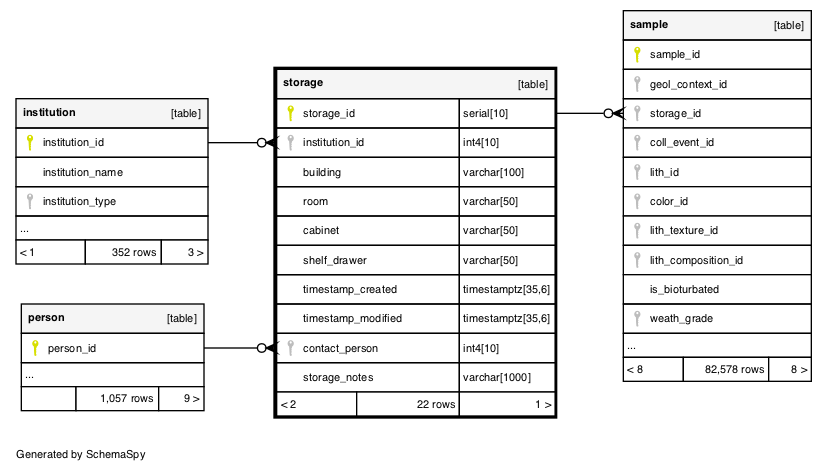 institution [table]
institution_id
institution_name
institution_type
...
< 1 352 rows 3 >
person [table]
person_id
...
1,057 rows 9 >
storage [table]
storage_id serial[10]
institution_id int4[10]
building varchar[100]
room varchar[50]
cabinet varchar[50]
shelf_drawer varchar[50]
timestamp_created timestamptz[35,6]
timestamp_modified timestamptz[35,6]
contact_person int4[10]
storage_notes varchar[1000]
< 2 22 rows 1 >
sample [table]
sample_id
geol_context_id
storage_id
coll_event_id
lith_id
color_id
lith_texture_id
lith_composition_id
is_bioturbated
weath_grade
...
< 8 82,578 rows 8 >
Generated by SchemaSpy